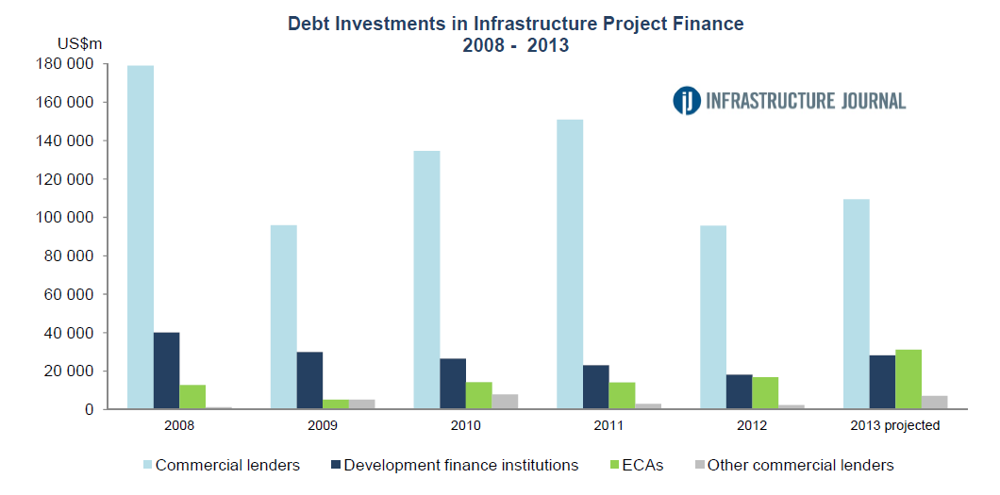 Debt Investments in Infrastructure Project Finance
2008 - 2013
US$m
180 000
160 000
140 000
120 000
100 000
80 000
60 000
40 000
20 000
0
iJ INFRASTRUCTURE JOURNAL
2008 2009 2010 2011 2012 2013 projected
Commercial lenders Development finance institutions ECAs Other commercial lenders